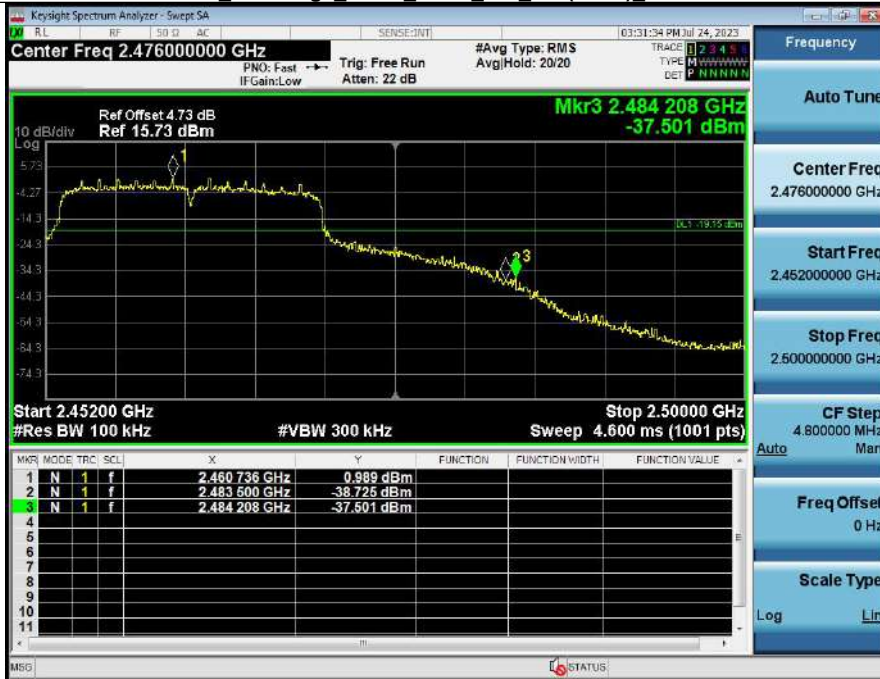 Keysight Spectrum Analyzer - Swept SA
RL RF 50 Ω AC SENSE:INT 03:31:34 PM Jul 24, 2023
Center Freq 2.476000000 GHz #Avg Type: RMS TRACE 1 2 3 4 5 6
PNO: Fast Trig: Free Run Avg|Hold: 20/20 TYPE M WWWWW
IFGain:Low Atten: 22 dB DET P N N N N N
Mkr3 2.484 208 GHz
Ref Offset 4.73 dB
10 dB/div Ref 15.73 dBm -37.501 dBm
Log
1
5.73
-4.27
-14.3
DL1 -19.15 dBm
-24.3
3
-34.3
-44.3
-54.3
-64.3
-74.3
Start 2.45200 GHz Stop 2.50000 GHz
#Res BW 100 kHz #VBW 300 kHz Sweep 4.600 ms (1001 pts)
MKR MODE TRC SCL X Y FUNCTION FUNCTION WIDTH FUNCTION VALUE
1 N 1 f 2.460 736 GHz 0.989 dBm
2 N 1 f 2.483 500 GHz -38.725 dBm
3 N 1 f 2.484 208 GHz -37.501 dBm
4
5
6
7
8
9
10
11
MSG STATUS
Frequency
Auto Tune
Center Freq
2.476000000 GHz
Start Freq
2.452000000 GHz
Stop Freq
2.500000000 GHz
CF Step
4.800000 MHz
Auto Man
Freq Offset
0 Hz
Scale Type
Log Lin